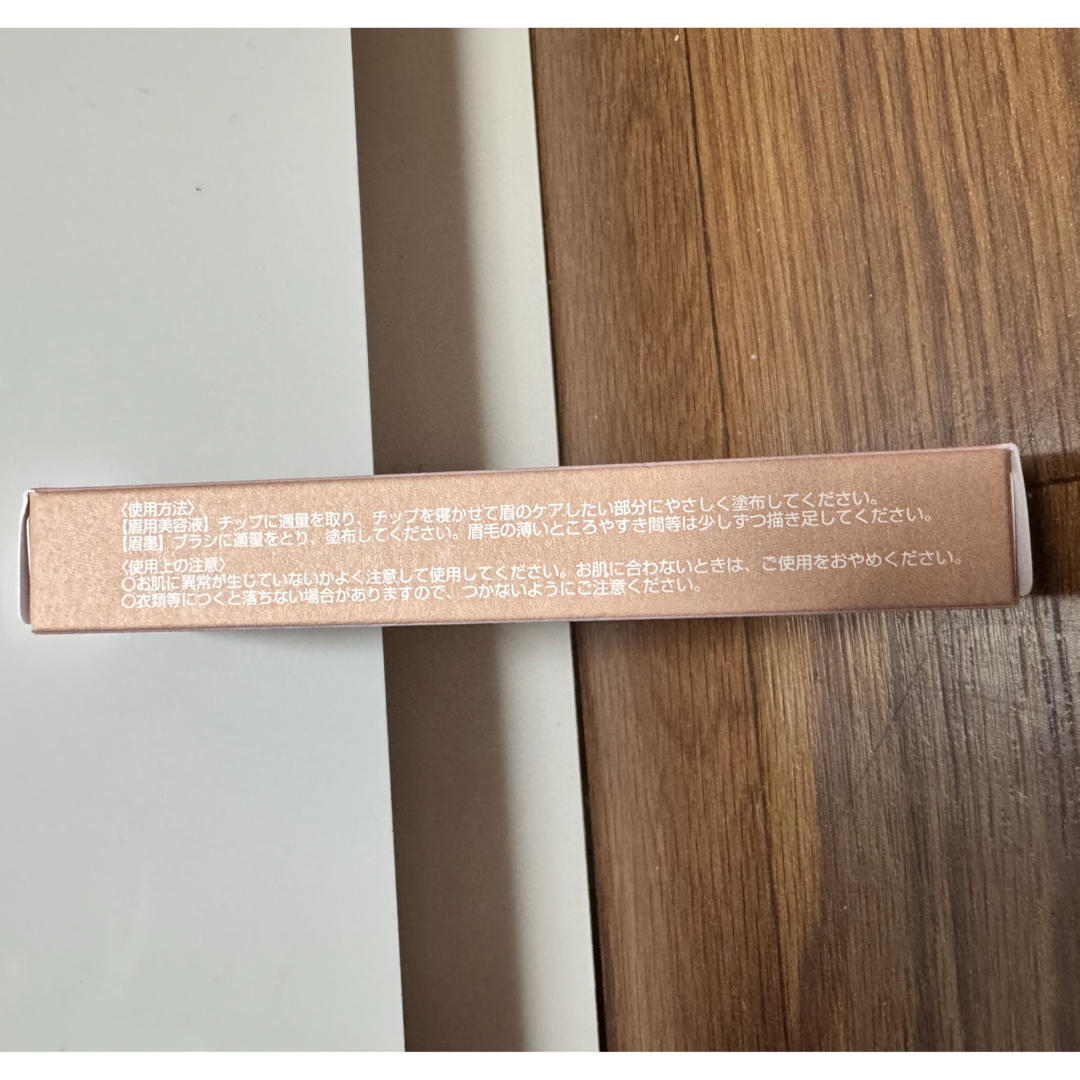 〈使用方法〉
【眉用美容液】チップに適量を取り、チップを寝かせて眉のケアしたい部分にやさしく塗布してください。
【眉墨】ブラシに適量をとり、塗布してください。眉毛の薄いところやすき間等は少しずつ描き足してください。
〈使用上の注意〉
○お肌に異常が生じていないかよく注意して使用してください。お肌に合わないときは、ご使用をおやめください。
○衣類等につくと落ちない場合がありますので、つかないようにご注意ください。